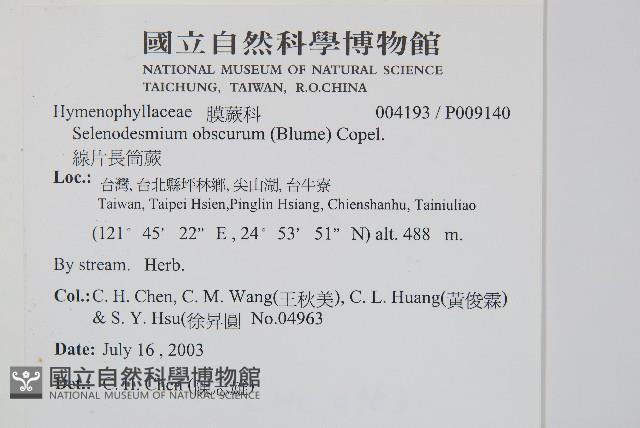 國立自然科學博物館
NATIONAL MUSEUM OF NATURAL SCIENCE
TAICHUNG, TAIWAN, R.O.CHINA
Hymenophyllaceae 膜蕨科 004193 / P009140
Selenodesmium obscurum (Blume) Copel.
線片長筒蕨
Loc.: 台灣, 台北縣坪林鄉, 尖山湖, 台牛寮
Taiwan, Taipei Hsien,Pinglin Hsiang, Chienshanhu, Tainiuliao
(121° 45' 22" E , 24° 53' 51" N) alt. 488 m.
By stream. Herb.
Col.: C. H. Chen, C. M. Wang(王秋美), C. L. Huang(黃俊霖)
& S. Y. Hsu(徐昇圓 No.04963
Date: July 16 , 2003
Det.: C. H. Chen (陳志雄)
國立自然科學博物館
NATIONAL MUSEUM OF NATURAL SCIENCE